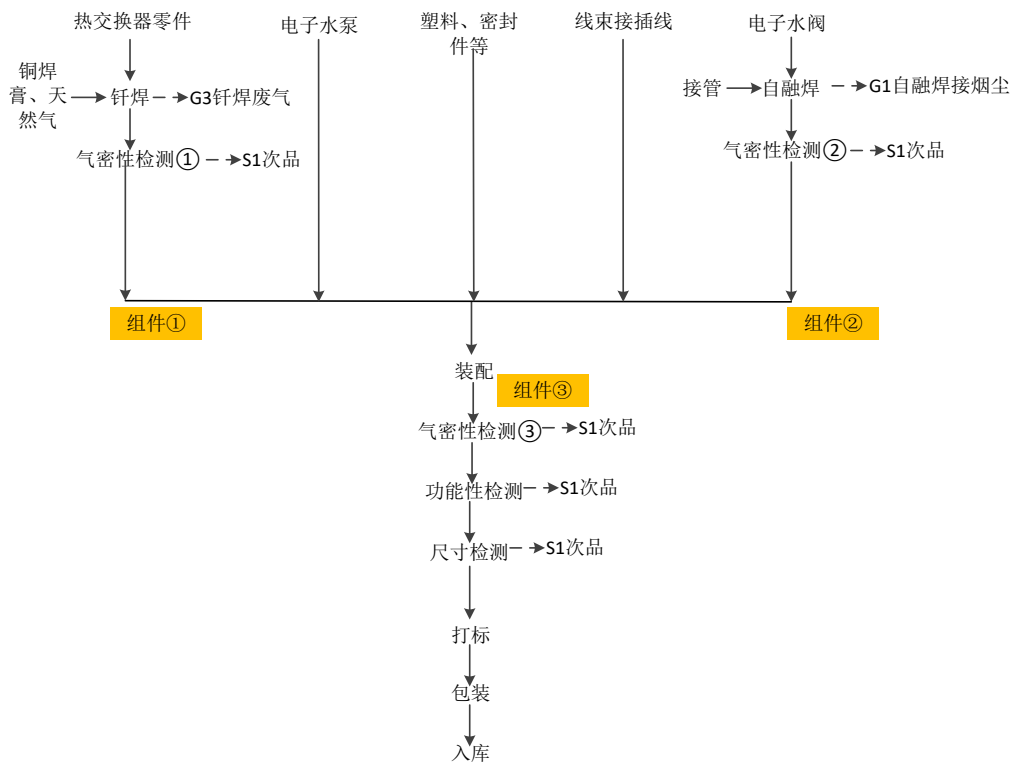 热交换器零件
电子水泵
塑料、密封
件等
线束接插线
电子水阀
铜焊
膏、天
然气
钎焊
G3钎焊废气
接管
自融焊
G1自融焊接烟尘
气密性检测①
S1次品
气密性检测②
S1次品
组件①
组件②
装配
组件③
气密性检测③
S1次品
功能性检测
S1次品
尺寸检测
S1次品
打标
包装
入库